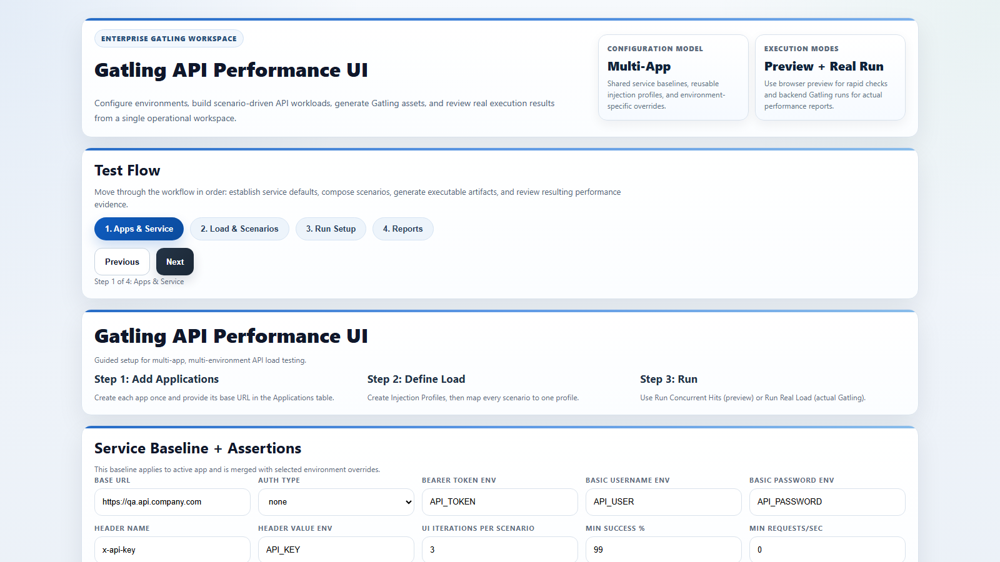 ENTERPRISE GATLING WORKSPACE
Gatling API Performance UI
Configure environments, build scenario-driven API workloads, generate Gatling assets, and review real execution results
from a single operational workspace.
CONFIGURATION MODEL
Multi-App
Shared service baselines, reusable
injection profiles, and environment-
specific overrides.
EXECUTION MODES
Preview + Real Run
Use browser preview for rapid checks
and backend Gatling runs for actual
performance reports.
Test Flow
Move through the workflow in order: establish service defaults, compose scenarios, generate executable artifacts, and review resulting performance
evidence.
1. Apps & Service
2. Load & Scenarios
3. Run Setup
4. Reports
Previous
Next
Step 1 of 4: Apps & Service
Gatling API Performance UI
Guided setup for multi-app, multi-environment API load testing.
Step 1: Add Applications
Create each app once and provide its base URL in the Applications table.
Step 2: Define Load
Create Injection Profiles, then map every scenario to one profile.
Step 3: Run
Use Run Concurrent Hits (preview) or Run Real Load (actual Gatling).
Service Baseline + Assertions
This baseline applies to active app and is merged with selected environment overrides.
BASE URL
https://qa.api.company.com
AUTH TYPE
none
BEARER TOKEN ENV
API_TOKEN
BASIC USERNAME ENV
API_USER
BASIC PASSWORD ENV
API_PASSWORD
HEADER NAME
x-api-key
HEADER VALUE ENV
API_KEY
UI ITERATIONS PER SCENARIO
3
MIN SUCCESS %
99
MIN REQUESTS/SEC
0